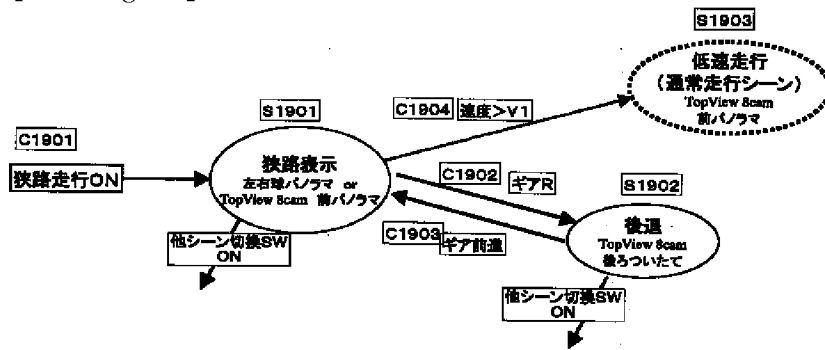 S1903
低速走行
(通常走行シーン)
TopView 8cam
前パノラマ
C1904
速度>V1
S1901
C1901
狭路走行ON
狭路表示
左右球パノラマ or
TopView 8cam 前パノラマ
C1902
ギアR
S1902
C1903
ギア前進
後退
TopView 8cam
後ろついたて
他シーン切換SW
ON
他シーン切換SW
ON